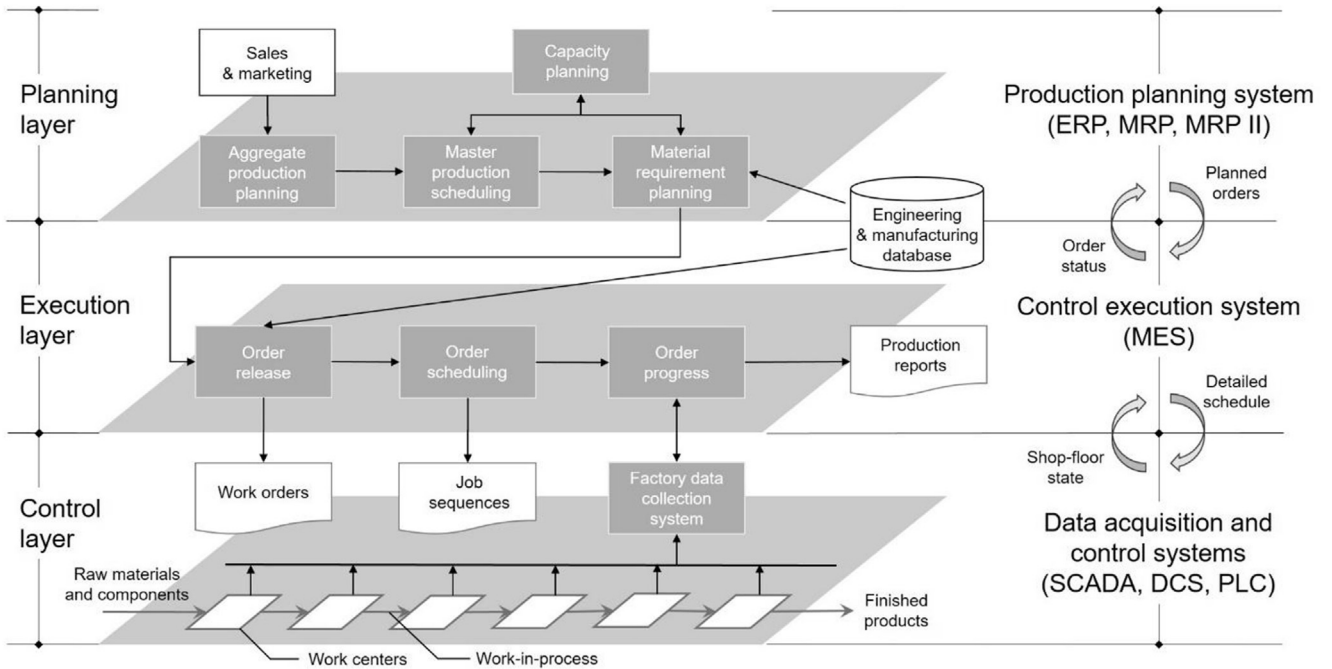 Planning
layer
Sales
& marketing
Capacity
planning
Aggregate
production
planning
Master
production
scheduling
Material
requirement
planning
Production planning system
(ERP, MRP, MRP II)
Planned
orders
Order
status
Engineering
& manufacturing
database
Execution
layer
Order
release
Order
scheduling
Order
progress
Production
reports
Control execution system
(MES)
Detailed
schedule
Shop-floor
state
Control
layer
Work orders
Job
sequences
Factory data
collection
system
Data acquisition and
control systems
(SCADA, DCS, PLC)
Raw materials
and components
Finished
products
Work centers
Work-in-process